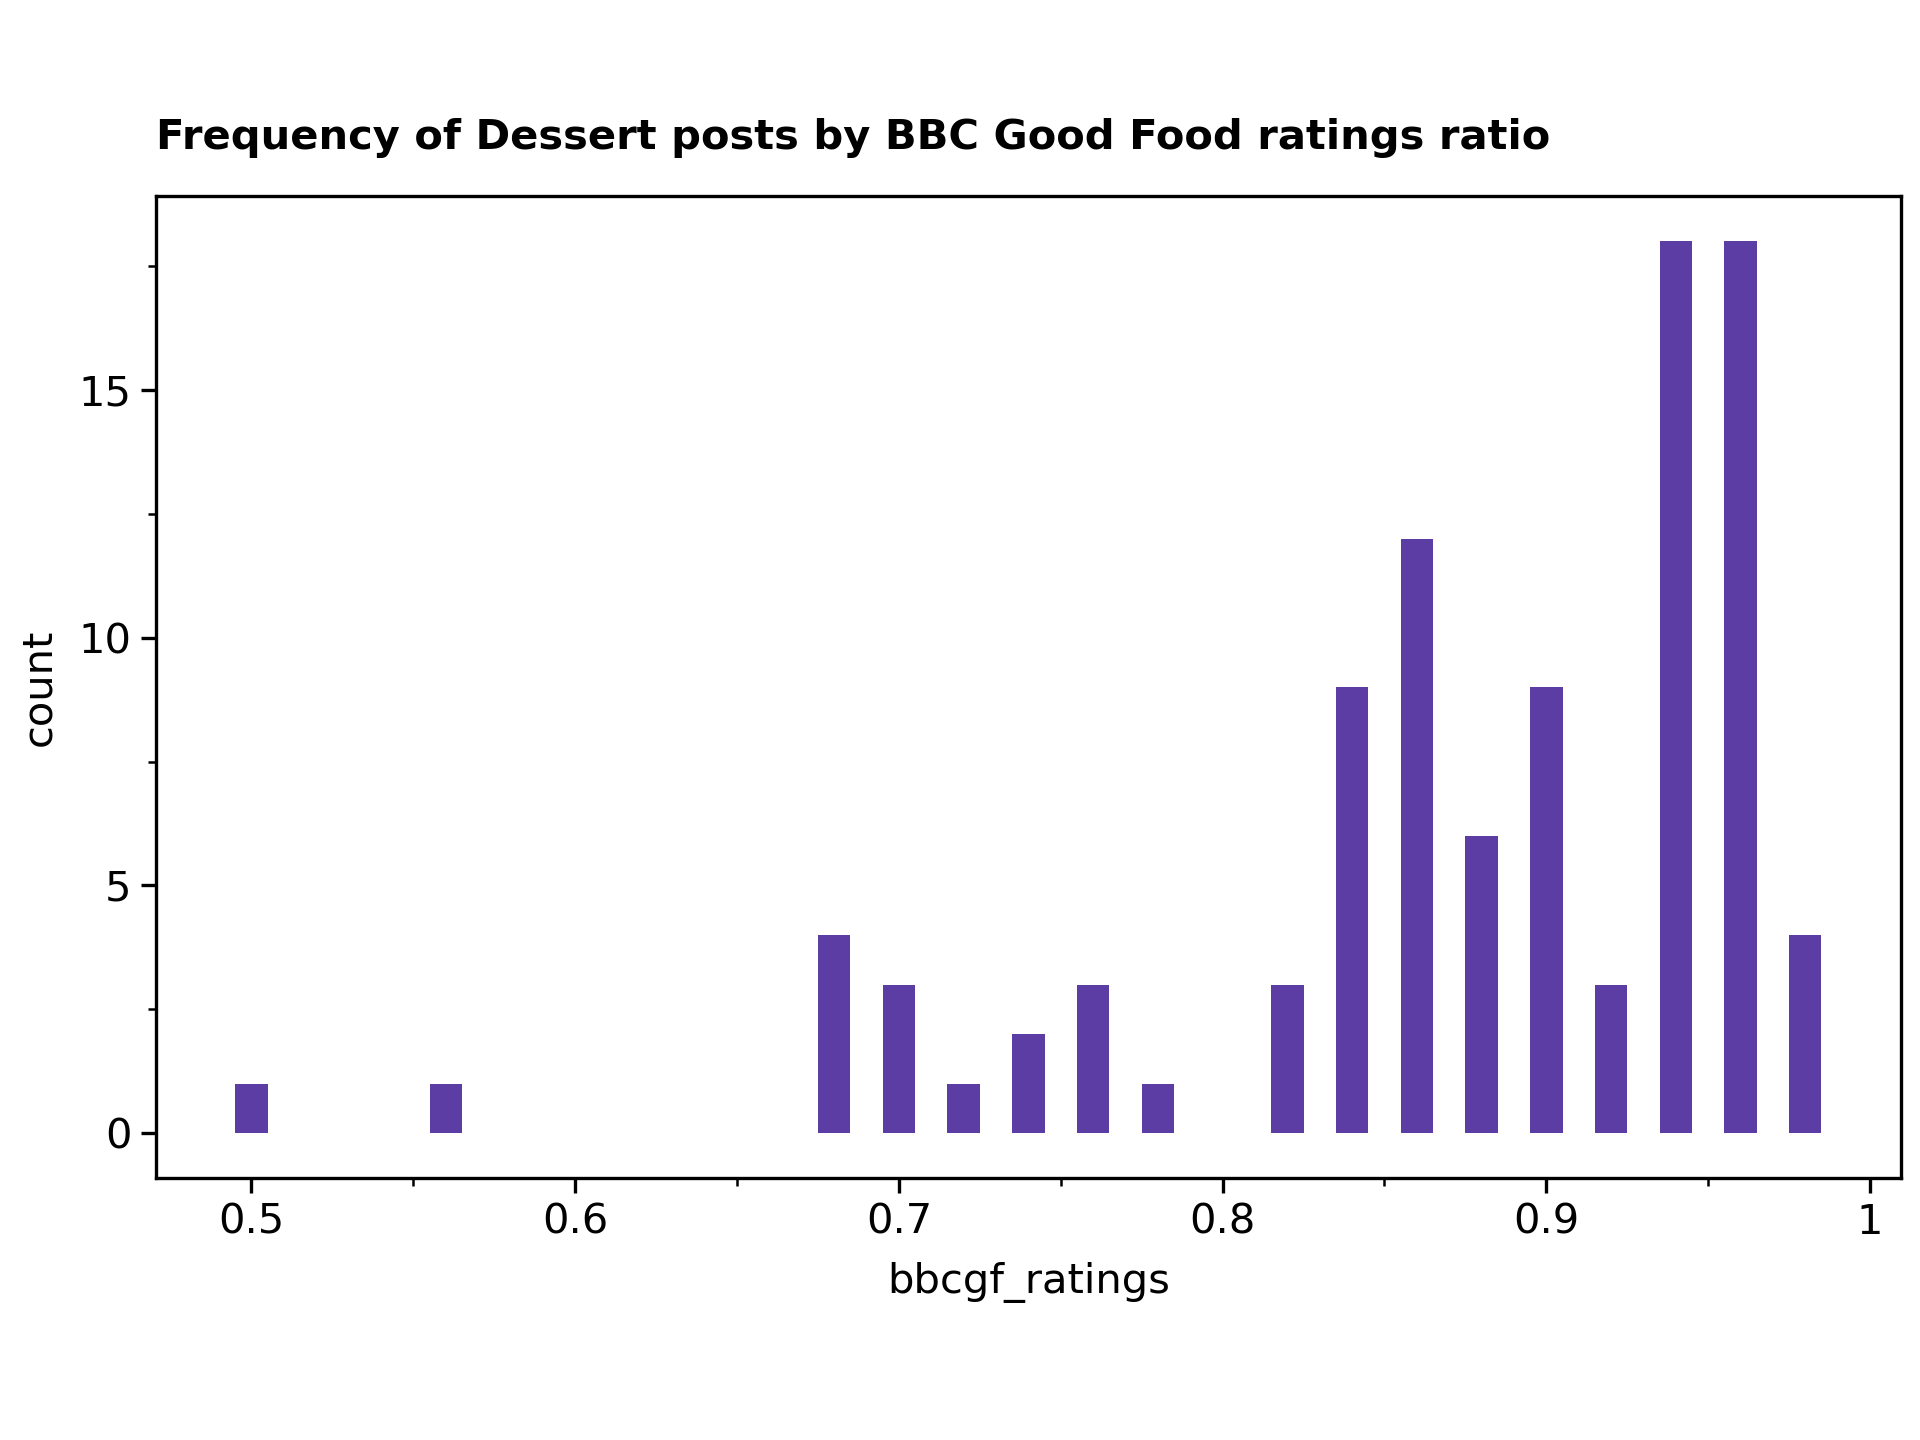 Frequency of Dessert posts by BBC Good Food ratings ratio
15
10
5
0
count
0.5 0.6 0.7 0.8 0.9 1
bbcgf_ratings